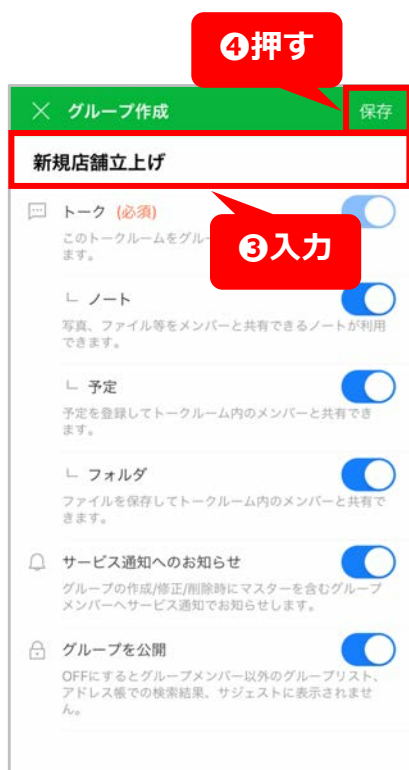 ❹押す
グループ作成
保存
新規店舗立上げ
トーク (必須)
このトークルームをグルー
ます。
❸入力
ノート
写真、ファイル等をメンバーと共有できるノートが利用
できます。
予定
予定を登録してトークルーム内のメンバーと共有でき
ます。
フォルダ
ファイルを保存してトークルーム内のメンバーと共有で
きます。
サービス通知へのお知らせ
グループの作成/修正/削除時にマスターを含むグループ
メンバーへサービス通知でお知らせします。
グループを公開
OFFにするとグループメンバー以外のグループリスト、
アドレス帳での検索結果、サジェストに表示されませ
ん。